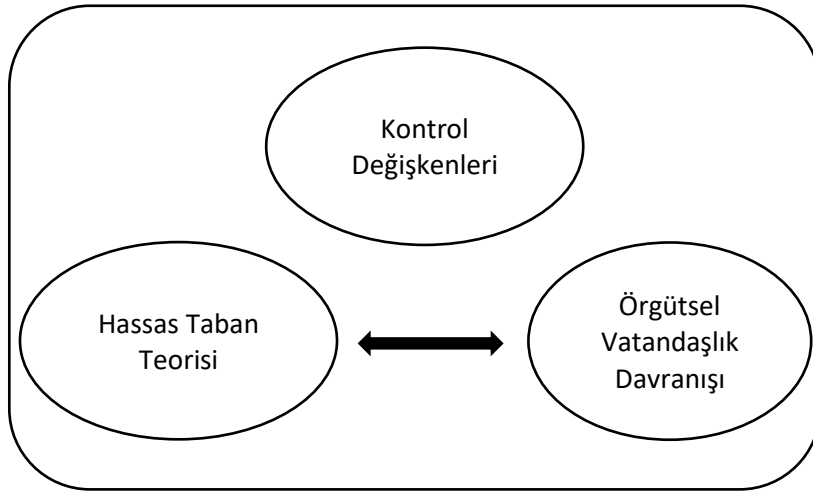 Kontrol
Değişkenleri
Hassas Taban
Teorisi
Örgütsel
Vatandaşlık
Davranışı